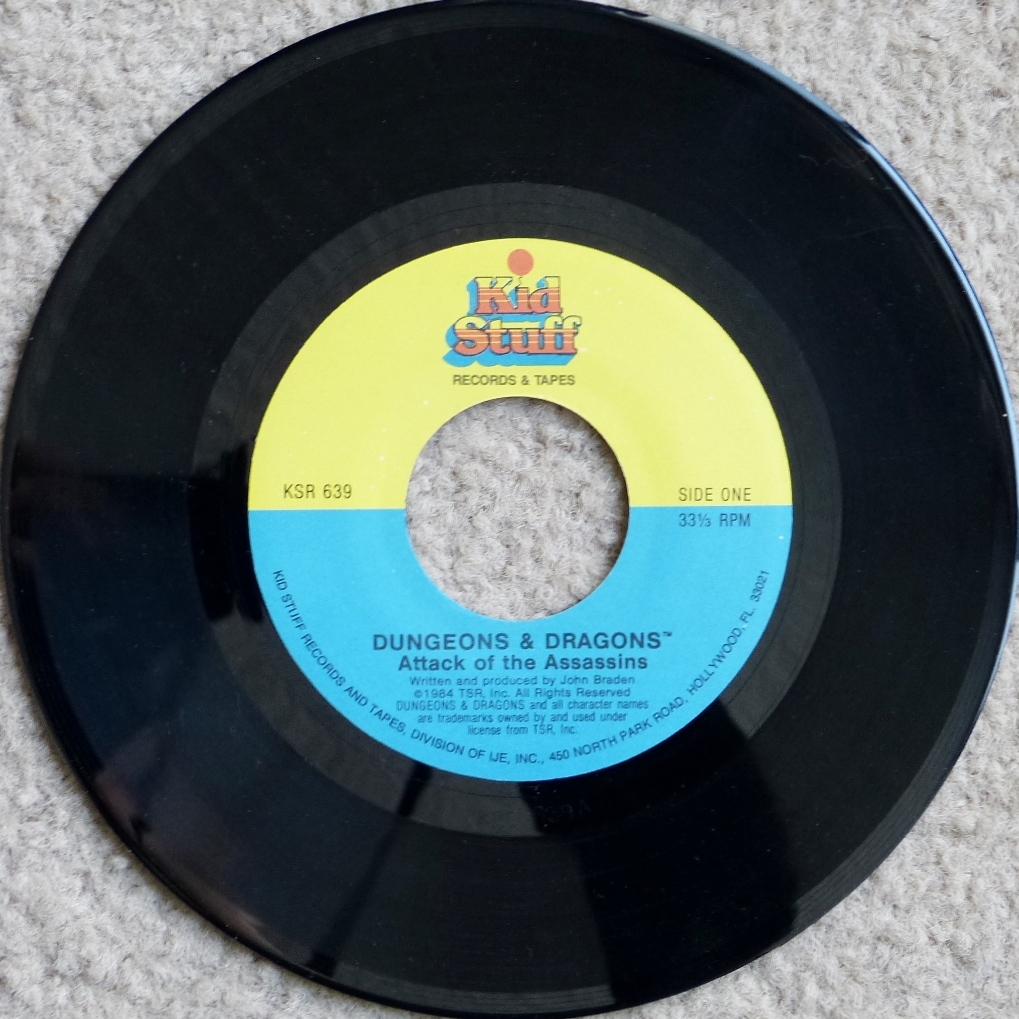 Kid
Stuff
RECORDS & TAPES
KSR 639
SIDE ONE
33⅓ RPM
DUNGEONS & DRAGONS™
Attack of the Assassins
Written and produced by John Braden
©1984 TSR, Inc. All Rights Reserved
DUNGEONS & DRAGONS and all character names
are trademarks owned by and used under
license from TSR, Inc.
KID STUFF RECORDS AND TAPES, DIVISION OF IJE, INC., 450 NORTH PARK ROAD, HOLLYWOOD, FL. 33021